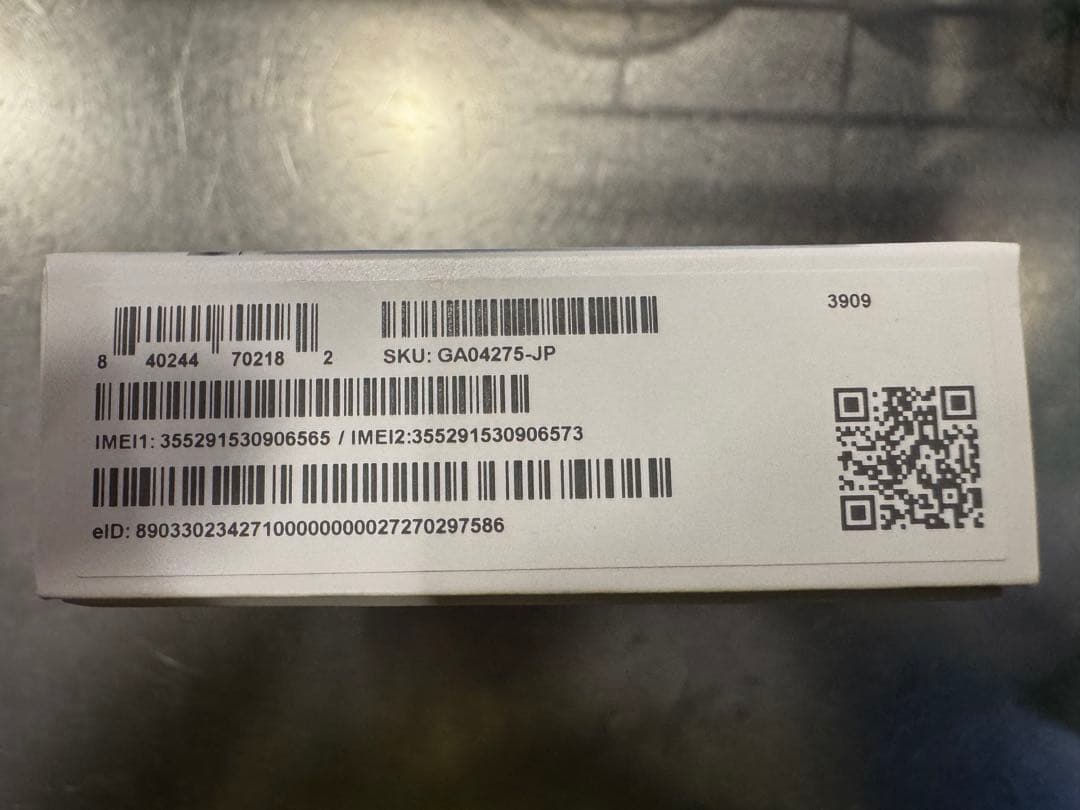 8 40244 70218 2
SKU: GA04275-JP
3909
IMEI1: 355291530906565 / IMEI2:355291530906573
eID: 89033023427100000000027270297586